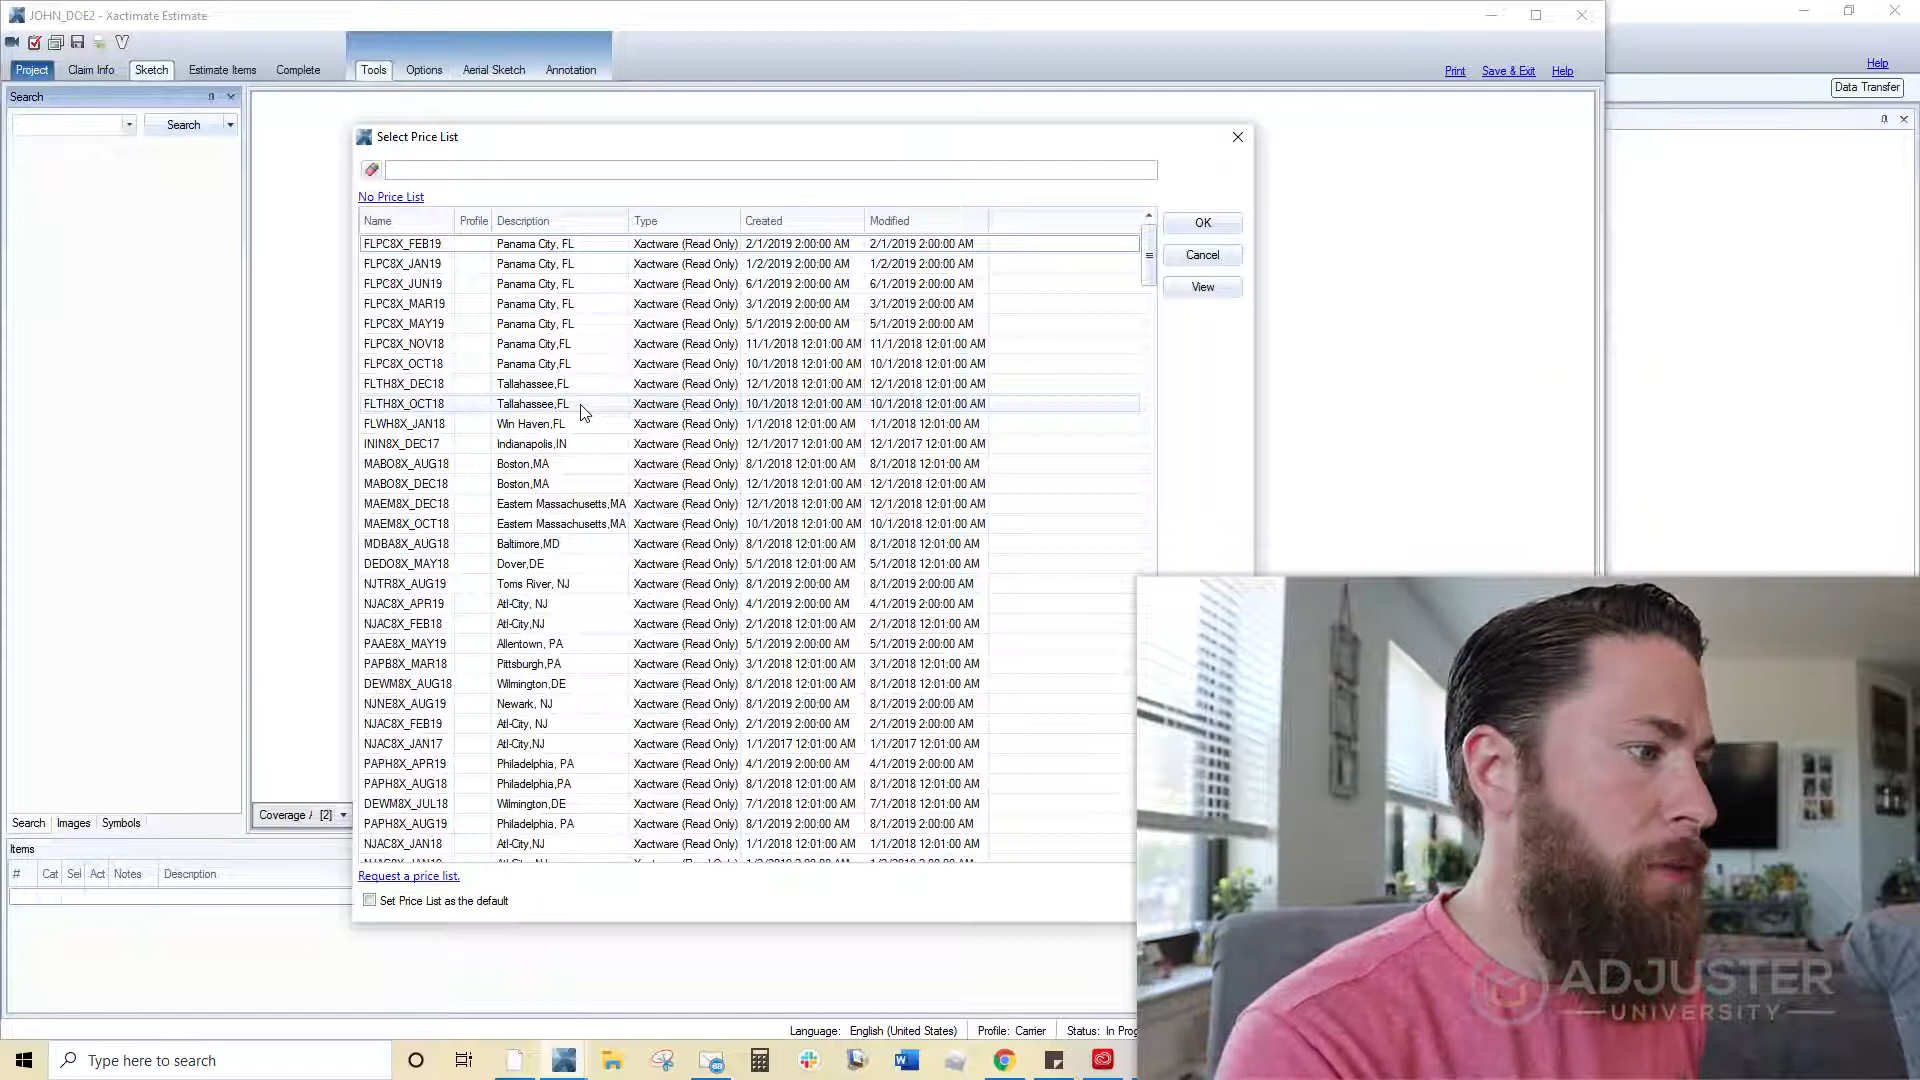 JOHN_DOE2 - Xactimate Estimate
Project Claim Info Sketch Estimate Items Complete Tools Options Aerial Sketch Annotation Print Save & Exit Help
Help
Data Transfer
Search
Search
Select Price List
No Price List
Name Profile Description Type Created Modified
OK
Cancel
View
FLPC8X_FEB19 Panama City, FL Xactware (Read Only) 2/1/2019 2:00:00 AM 2/1/2019 2:00:00 AM
FLPC8X_JAN19 Panama City, FL Xactware (Read Only) 1/2/2019 2:00:00 AM 1/2/2019 2:00:00 AM
FLPC8X_JUN19 Panama City, FL Xactware (Read Only) 6/1/2019 2:00:00 AM 6/1/2019 2:00:00 AM
FLPC8X_MAR19 Panama City, FL Xactware (Read Only) 3/1/2019 2:00:00 AM 3/1/2019 2:00:00 AM
FLPC8X_MAY19 Panama City, FL Xactware (Read Only) 5/1/2019 2:00:00 AM 5/1/2019 2:00:00 AM
FLPC8X_NOV18 Panama City,FL Xactware (Read Only) 11/1/2018 12:01:00 AM 11/1/2018 12:01:00 AM
FLPC8X_OCT18 Panama City,FL Xactware (Read Only) 10/1/2018 12:01:00 AM 10/1/2018 12:01:00 AM
FLTH8X_DEC18 Tallahassee,FL Xactware (Read Only) 12/1/2018 12:01:00 AM 12/1/2018 12:01:00 AM
FLTH8X_OCT18 Tallahassee,FL Xactware (Read Only) 10/1/2018 12:01:00 AM 10/1/2018 12:01:00 AM
FLWH8X_JAN18 Win Haven,FL Xactware (Read Only) 1/1/2018 12:01:00 AM 1/1/2018 12:01:00 AM
ININ8X_DEC17 Indianapolis,IN Xactware (Read Only) 12/1/2017 12:01:00 AM 12/1/2017 12:01:00 AM
MABO8X_AUG18 Boston,MA Xactware (Read Only) 8/1/2018 12:01:00 AM 8/1/2018 12:01:00 AM
MABO8X_DEC18 Boston,MA Xactware (Read Only) 12/1/2018 12:01:00 AM 12/1/2018 12:01:00 AM
MAEM8X_DEC18 Eastern Massachusetts,MA Xactware (Read Only) 12/1/2018 12:01:00 AM 12/1/2018 12:01:00 AM
MAEM8X_OCT18 Eastern Massachusetts,MA Xactware (Read Only) 10/1/2018 12:01:00 AM 10/1/2018 12:01:00 AM
MDBA8X_AUG18 Baltimore,MD Xactware (Read Only) 8/1/2018 12:01:00 AM 8/1/2018 12:01:00 AM
DEDO8X_MAY18 Dover,DE Xactware (Read Only) 5/1/2018 12:01:00 AM 5/1/2018 12:01:00 AM
NJTR8X_AUG19 Toms River, NJ Xactware (Read Only) 8/1/2019 2:00:00 AM 8/1/2019 2:00:00 AM
NJAC8X_APR19 Atl-City, NJ Xactware (Read Only) 4/1/2019 2:00:00 AM 4/1/2019 2:00:00 AM
NJAC8X_FEB18 Atl-City,NJ Xactware (Read Only) 2/1/2018 12:01:00 AM 2/1/2018 12:01:00 AM
PAAE8X_MAY19 Allentown, PA Xactware (Read Only) 5/1/2019 2:00:00 AM 5/1/2019 2:00:00 AM
PAPB8X_MAR18 Pittsburgh,PA Xactware (Read Only) 3/1/2018 12:01:00 AM 3/1/2018 12:01:00 AM
DEWM8X_AUG18 Wilmington,DE Xactware (Read Only) 8/1/2018 12:01:00 AM 8/1/2018 12:01:00 AM
NJNE8X_AUG19 Newark, NJ Xactware (Read Only) 8/1/2019 2:00:00 AM 8/1/2019 2:00:00 AM
NJAC8X_FEB19 Atl-City, NJ Xactware (Read Only) 2/1/2019 2:00:00 AM 2/1/2019 2:00:00 AM
NJAC8X_JAN17 Atl-City,NJ Xactware (Read Only) 1/1/2017 12:01:00 AM 1/1/2017 12:01:00 AM
PAPH8X_APR19 Philadelphia, PA Xactware (Read Only) 4/1/2019 2:00:00 AM 4/1/2019 2:00:00 AM
PAPH8X_AUG18 Philadelphia,PA Xactware (Read Only) 8/1/2018 12:01:00 AM 8/1/2018 12:01:00 AM
DEWM8X_JUL18 Wilmington,DE Xactware (Read Only) 7/1/2018 12:01:00 AM 7/1/2018 12:01:00 AM
PAPH8X_AUG19 Philadelphia, PA Xactware (Read Only) 8/1/2019 2:00:00 AM 8/1/2019 2:00:00 AM
NJAC8X_JAN18 Atl-City,NJ Xactware (Read Only) 1/1/2018 12:01:00 AM 1/1/2018 12:01:00 AM
Request a price list.
Set Price List as the default
Coverage / [2]
Search Images Symbols
Items
# Cat Sel Act Notes Description
ADJUSTER
UNIVERSITY
Language: English (United States) Profile: Carrier Status: In Prog
Type here to search
68